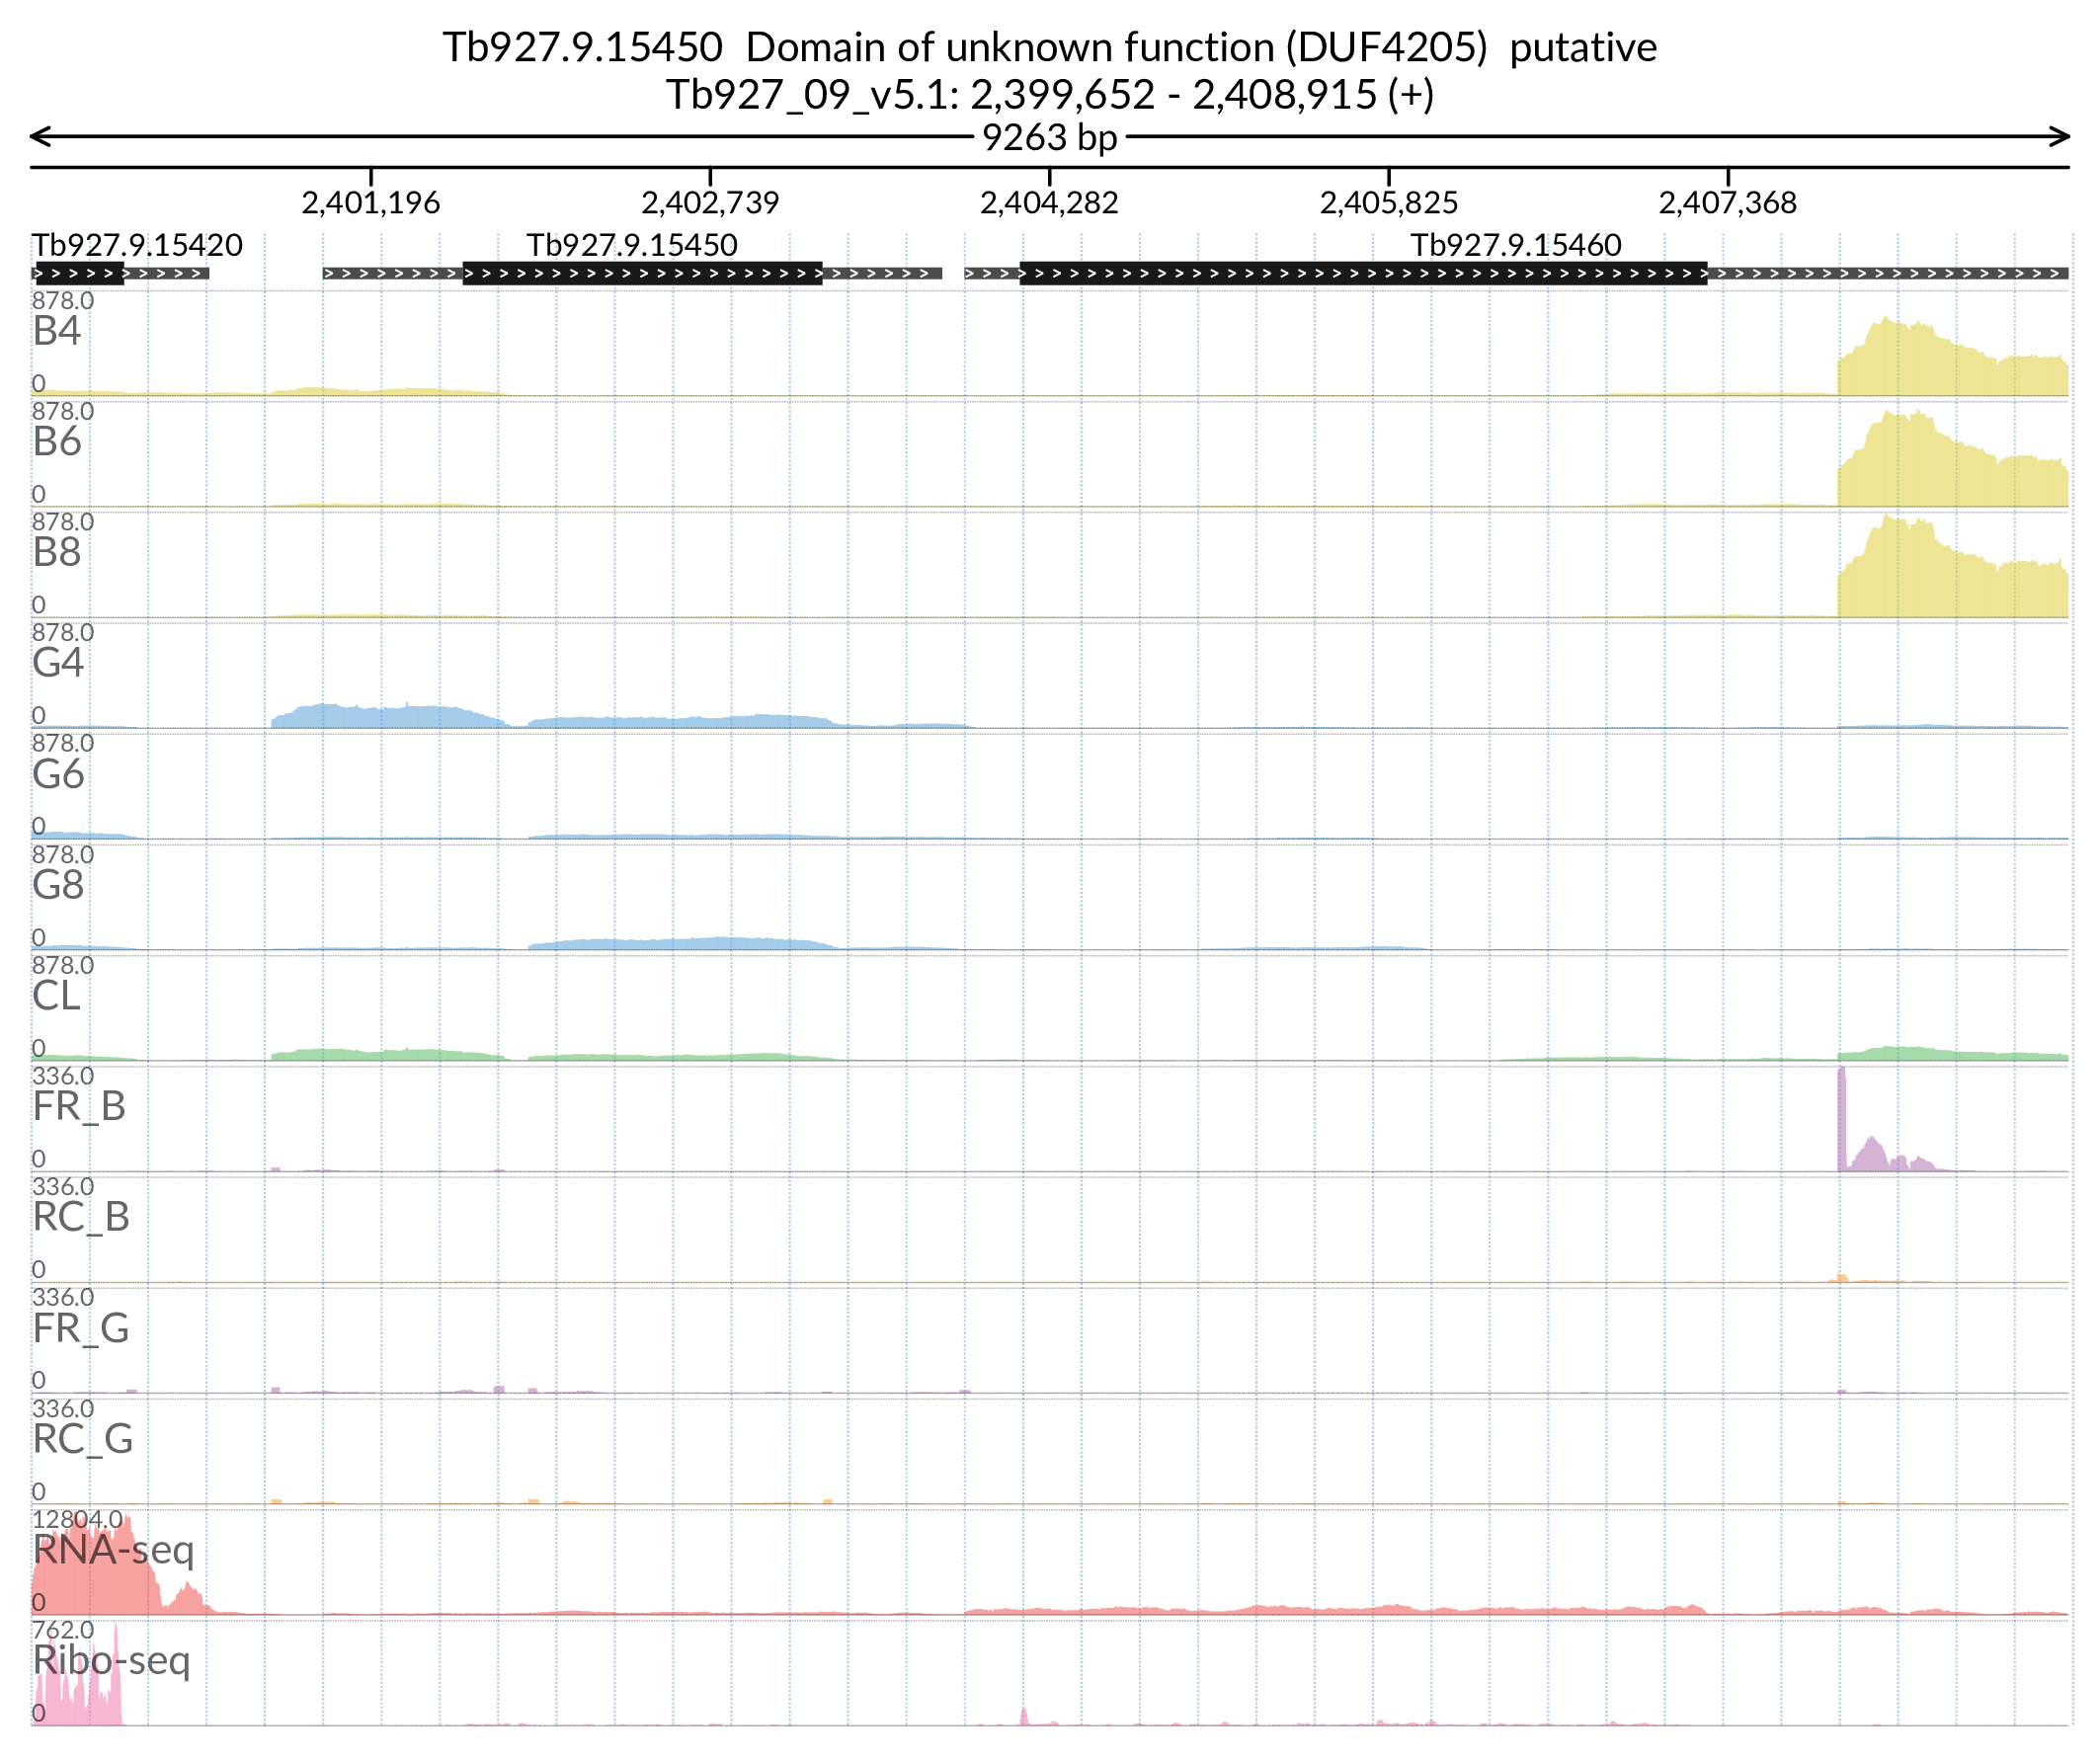 Tb927.9.15450  Domain of unknown function (DUF4205)  putative
Tb927_09_v5.1: 2,399,652 - 2,408,915 (+)
9263 bp
2,401,196 2,402,739 2,404,282 2,405,825 2,407,368
Tb927.9.15420 Tb927.9.15450 Tb927.9.15460
878.0
B4
0
878.0
B6
0
878.0
B8
0
878.0
G4
0
878.0
G6
0
878.0
G8
0
878.0
CL
0
336.0
FR_B
0
336.0
RC_B
0
336.0
FR_G
0
336.0
RC_G
0
12804.0
RNA-seq
0
762.0
Ribo-seq
0